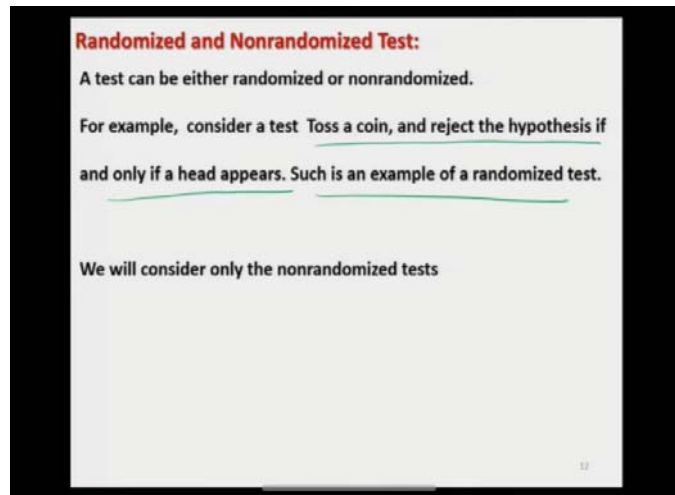 Randomized and Nonrandomized Test:
A test can be either randomized or nonrandomized.
For example, consider a test Toss a coin, and reject the hypothesis if
and only if a head appears. Such is an example of a randomized test.
We will consider only the nonrandomized tests